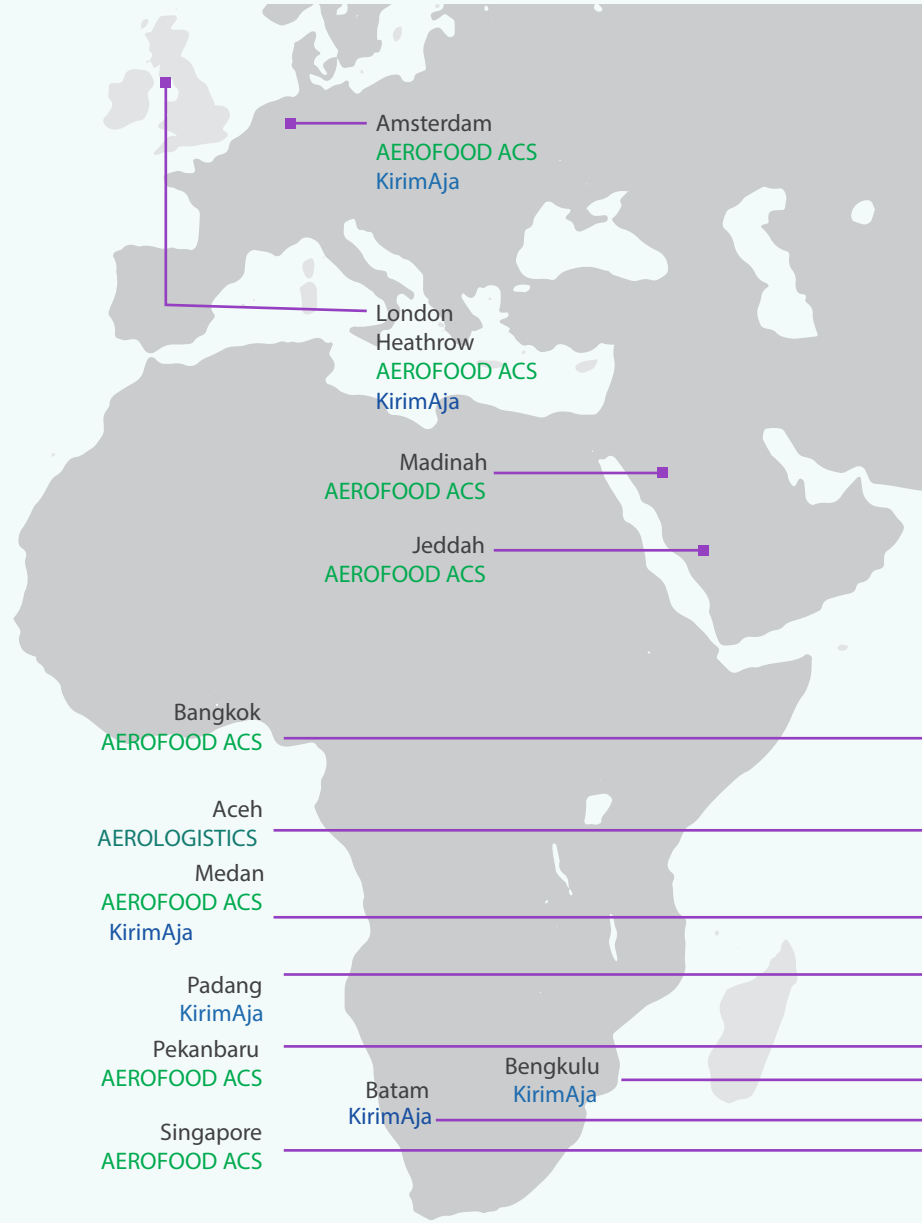 Amsterdam
AEROFOOD ACS
KirimAja
London
Heathrow
AEROFOOD ACS
KirimAja
Madinah
AEROFOOD ACS
Jeddah
AEROFOOD ACS
Bangkok
AEROFOOD ACS
Aceh
AEROLOGISTICS
Medan
AEROFOOD ACS
KirimAja
Padang
KirimAja
Pekanbaru
AEROFOOD ACS
Bengkulu
KirimAja
Batam
KirimAja
Singapore
AEROFOOD ACS